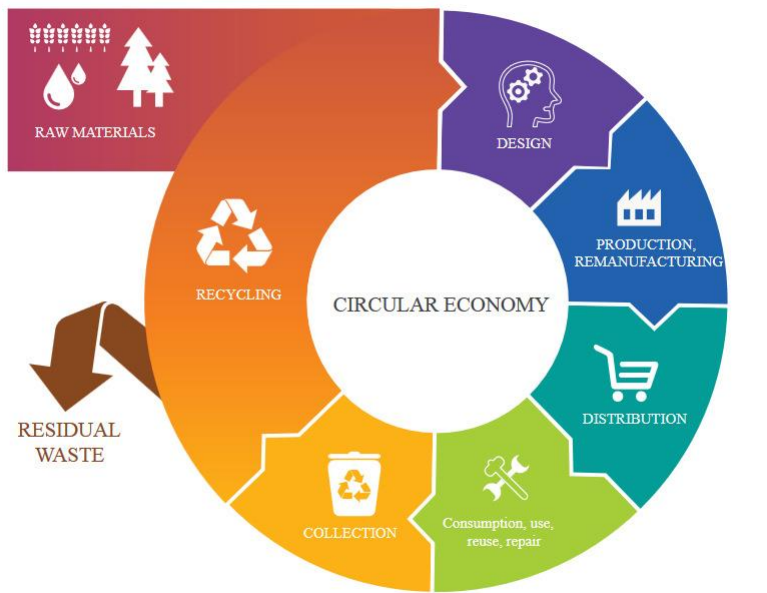 RAW MATERIALS
DESIGN
PRODUCTION,
REMANUFACTURING
RECYCLING
CIRCULAR ECONOMY
DISTRIBUTION
RESIDUAL
WASTE
COLLECTION
Consumption, use,
reuse, repair